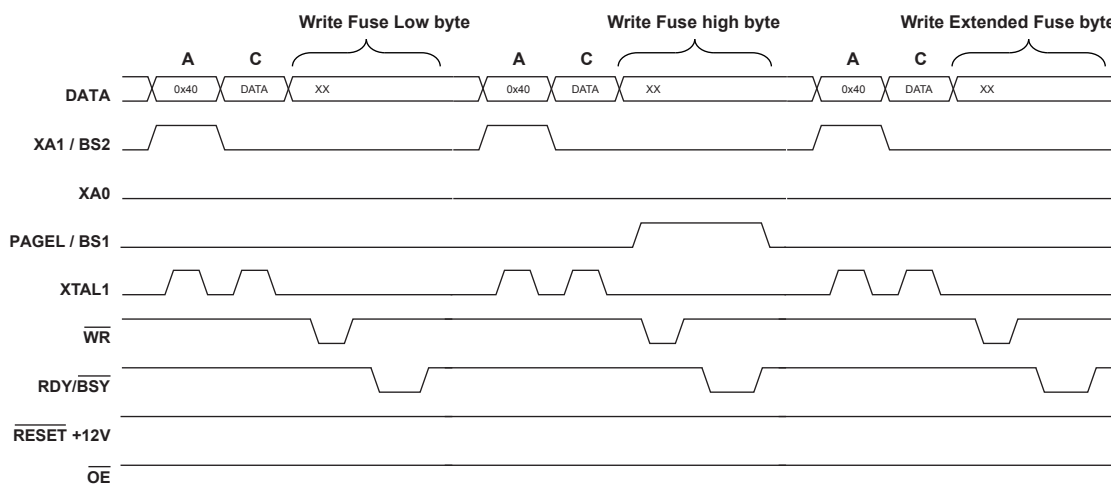 Write Fuse Low byte Write Fuse high byte Write Extended Fuse byte
A C A C A C
DATA 0x40 DATA XX 0x40 DATA XX 0x40 DATA XX
XA1 / BS2
XA0
PAGEL / BS1
XTAL1
WR
RDY/BSY
RESET +12V
OE